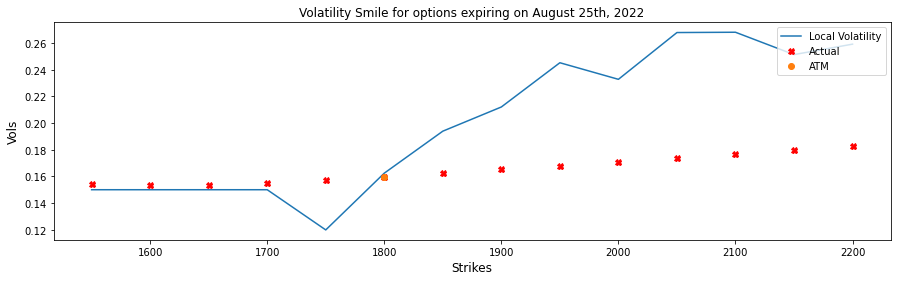 Volatility Smile for options expiring on August 25th, 2022
Local Volatility
Actual
ATM
Vols
0.26
0.24
0.22
0.20
0.18
0.16
0.14
0.12
1600
1700
1800
1900
2000
2100
2200
Strikes